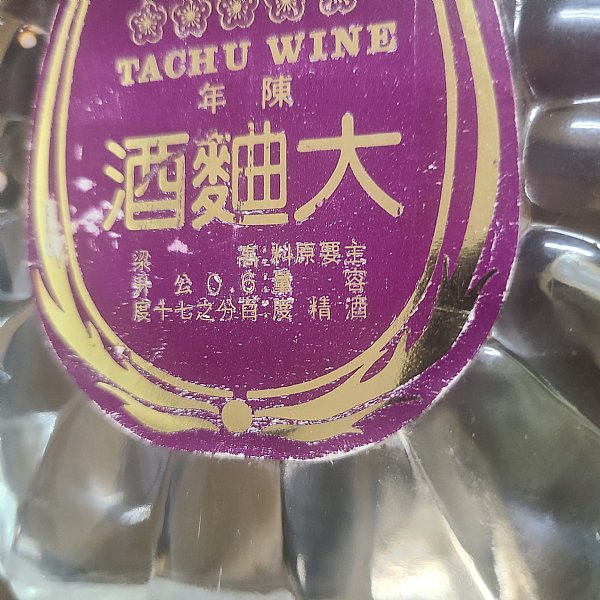 TACHU WINE
陳年
大麯酒
主要原料:高粱
容量:0.6公升
酒精度:百分之七十度